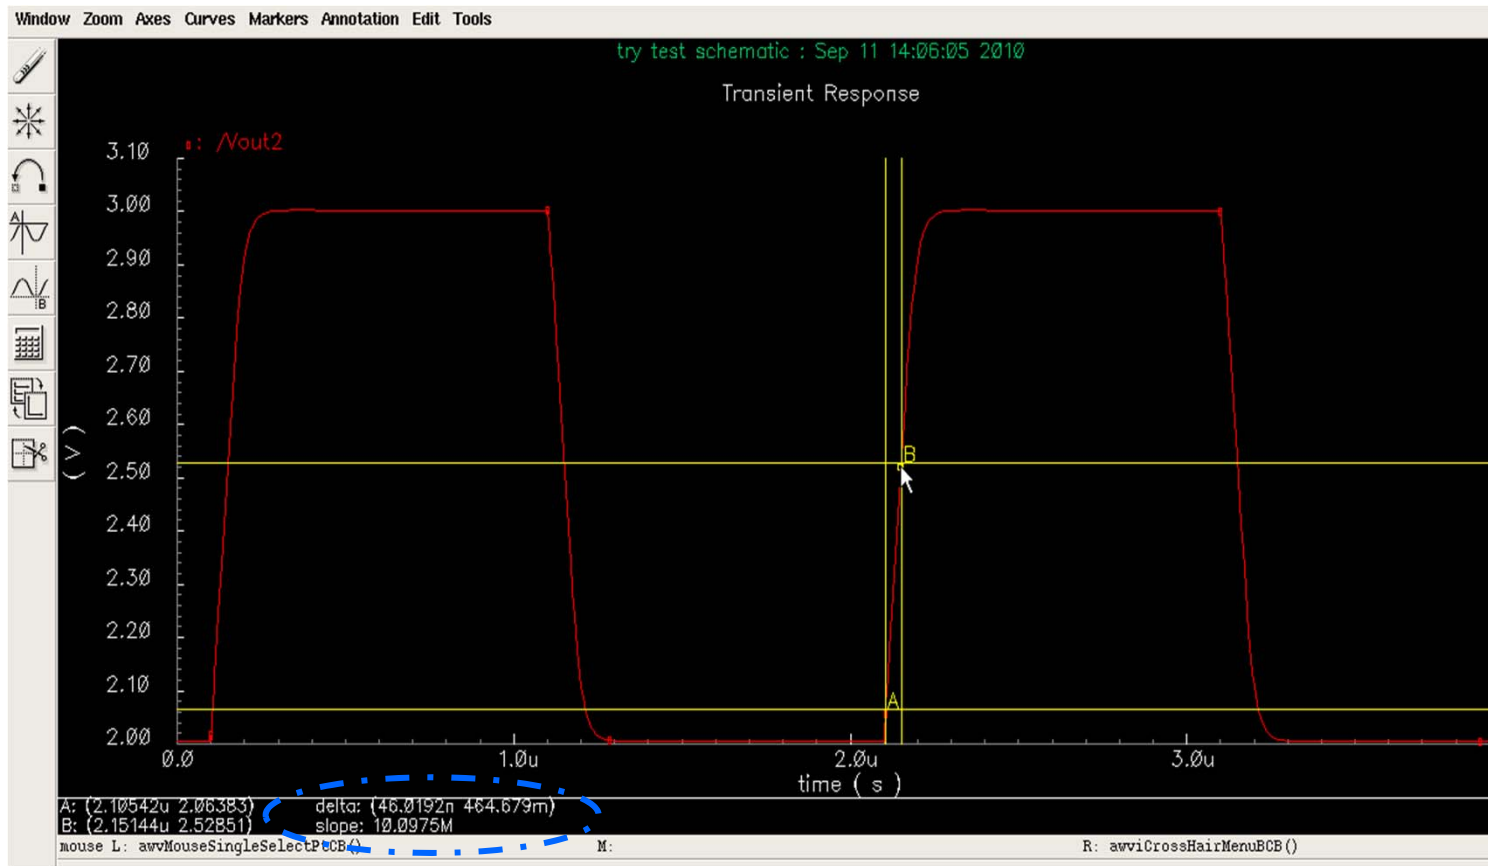 Window Zoom Axes Curves Markers Annotation Edit Tools
try test schematic : Sep 11 14:06:05 2010
Transient Response
: /Vout2
3.10
3.00
2.90
2.80
2.70
2.60
2.50
2.40
2.30
2.20
2.10
2.00
( V )
A
B
A
B
0.0 1.0u 2.0u 3.0u
time ( s )
A: (2.10542u 2.06383) delta: (46.0192n 464.679m)
B: (2.15144u 2.52851) slope: 10.0975M
mouse L: awvMouseSingleSelectPtCB() M: R: awviCrossHairMenuBCB()